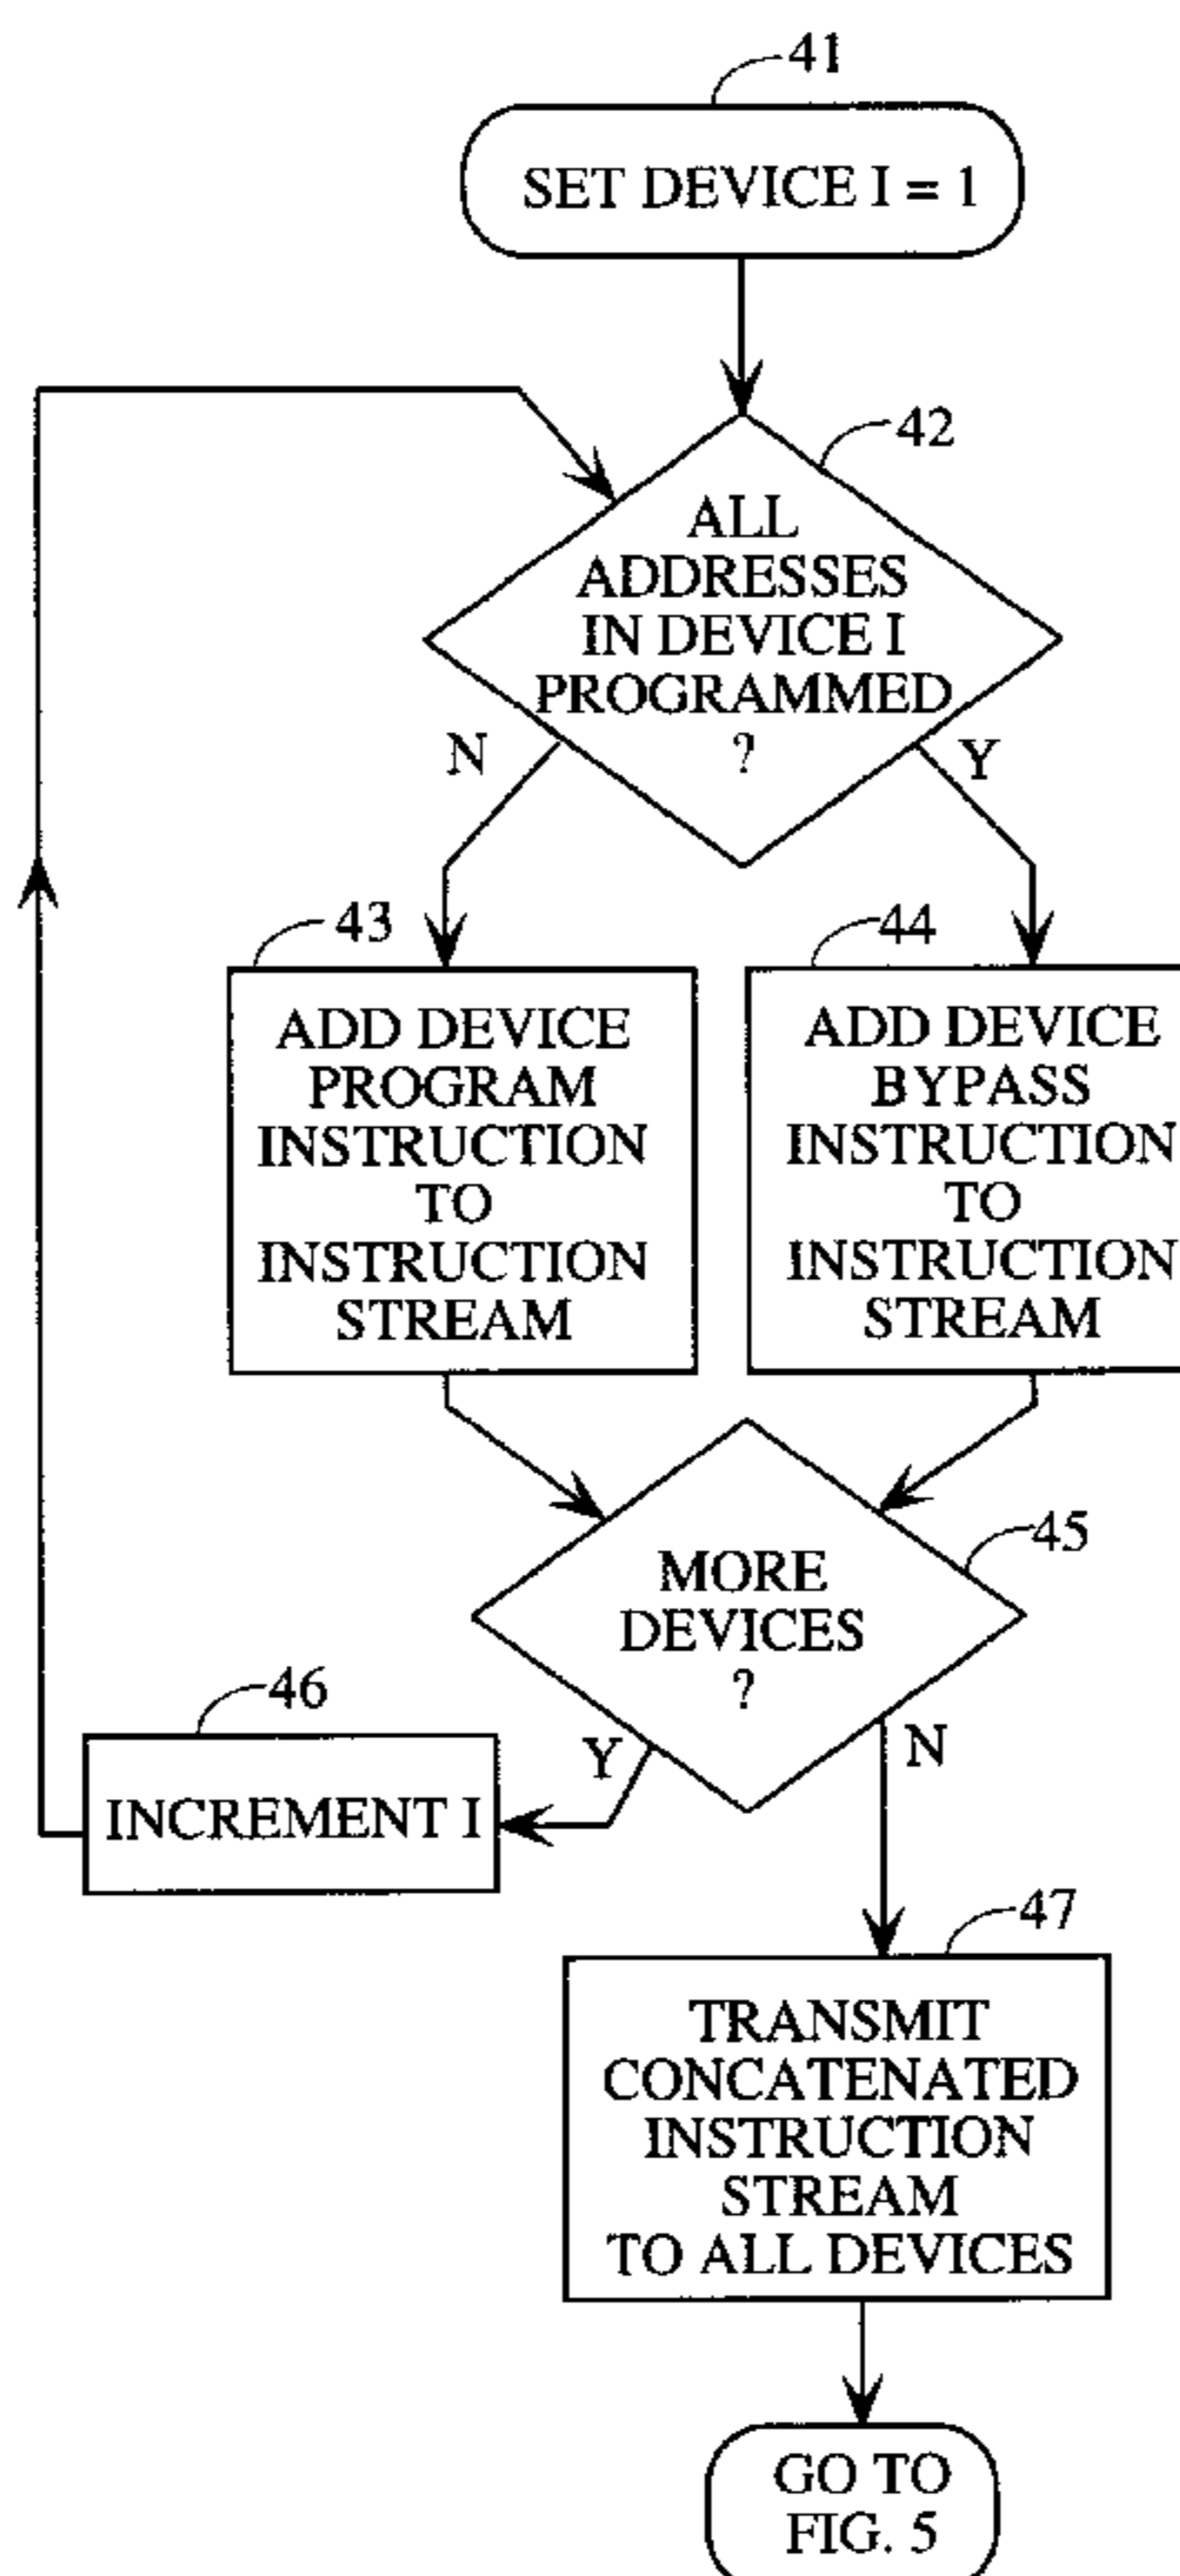 41
SET DEVICE I = 1
42
ALL
ADDRESSES
IN DEVICE I
PROGRAMMED
?
N
Y
43
ADD DEVICE
PROGRAM
INSTRUCTION
TO
INSTRUCTION
STREAM
44
ADD DEVICE
BYPASS
INSTRUCTION
TO
INSTRUCTION
STREAM
45
MORE
DEVICES
?
Y
N
46
INCREMENT I
47
TRANSMIT
CONCATENATED
INSTRUCTION
STREAM
TO ALL DEVICES
GO TO
FIG. 5